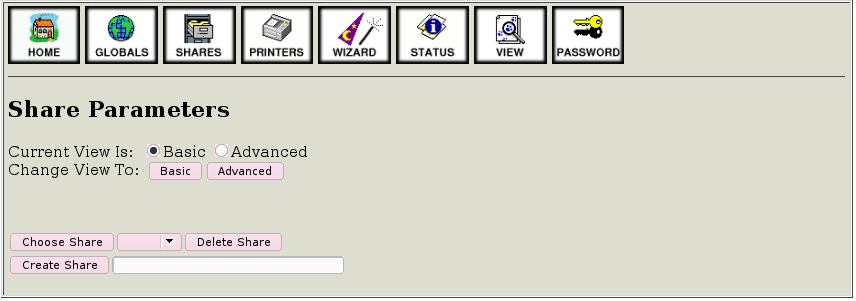 HOME GLOBALS SHARES PRINTERS WIZARD STATUS VIEW PASSWORD
Share Parameters
Current View Is: Basic Advanced
Change View To: Basic Advanced
Choose Share Delete Share
Create Share